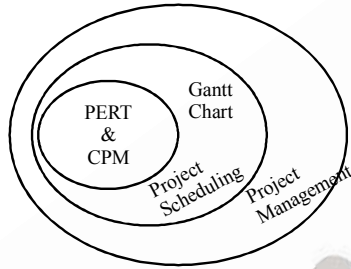 PERT
&
CPM
Gantt
Chart
Project
Scheduling
Project
Management